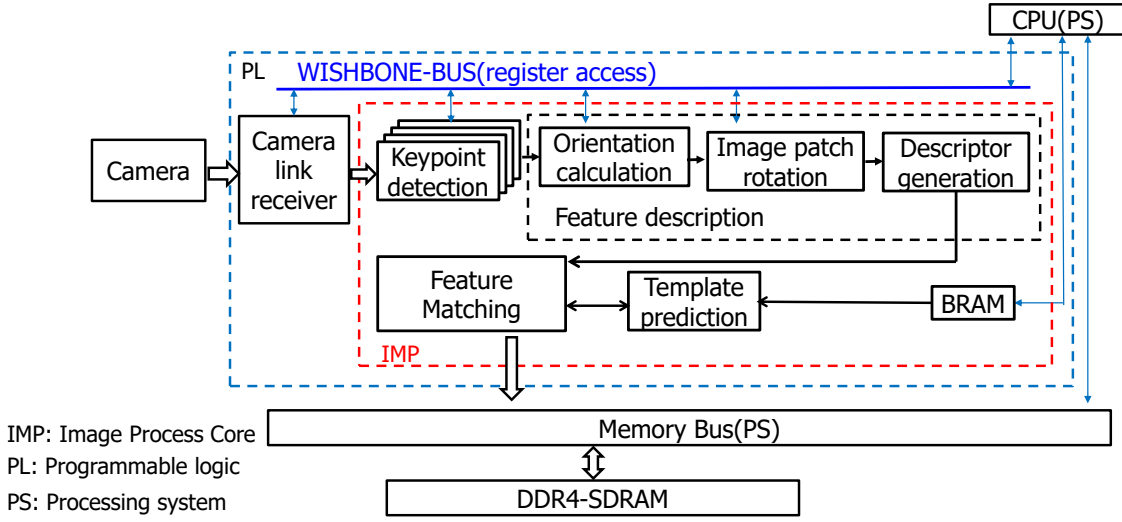 CPU(PS)
PL
WISHBONE-BUS(register access)
Camera
Camera
link
receiver
Keypoint
detection
Orientation
calculation
Image patch
rotation
Descriptor
generation
Feature description
Feature
Matching
Template
prediction
BRAM
IMP
IMP: Image Process Core
PL: Programmable logic
PS: Processing system
Memory Bus(PS)
DDR4-SDRAM